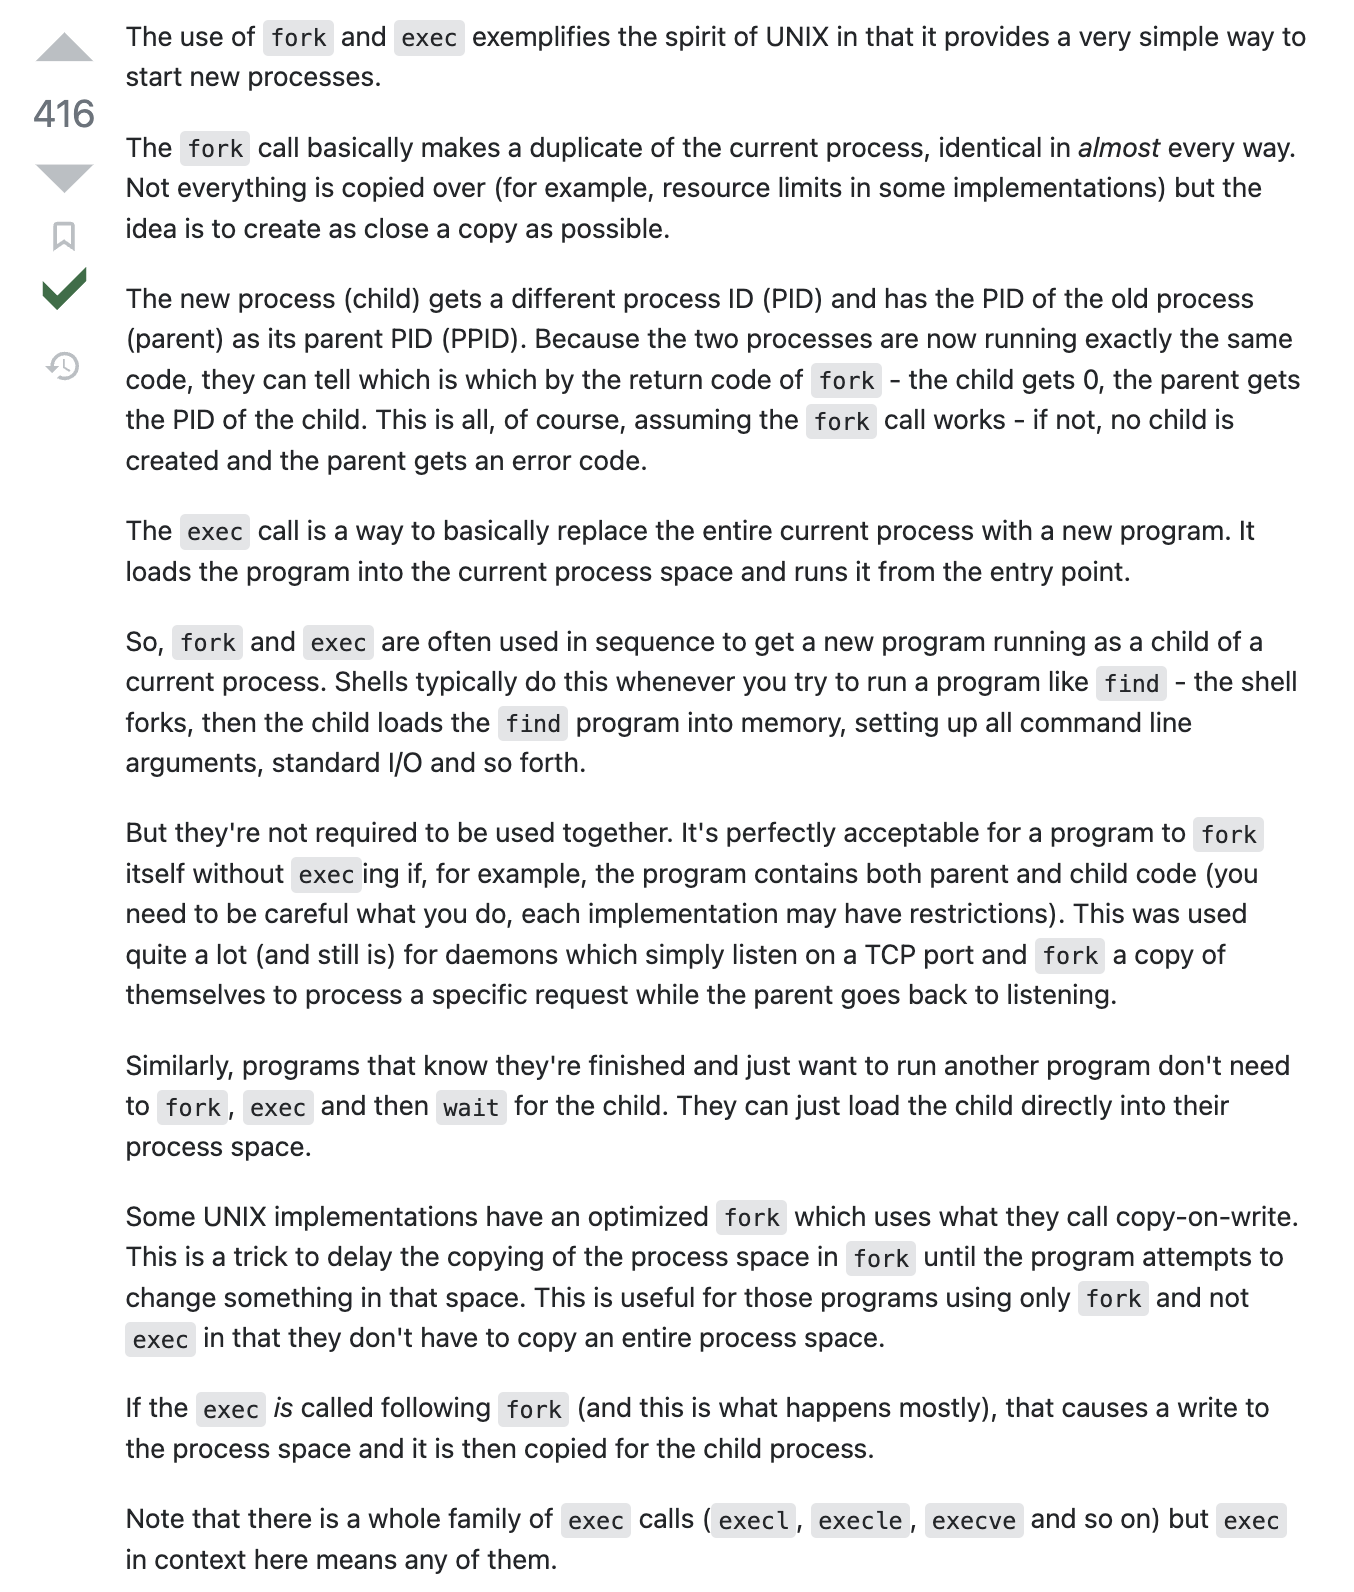 The use of fork and exec exemplifies the spirit of UNIX in that it provides a very simple way to
start new processes.
416
The fork call basically makes a duplicate of the current process, identical in almost every way.
Not everything is copied over (for example, resource limits in some implementations) but the
idea is to create as close a copy as possible.
The new process (child) gets a different process ID (PID) and has the PID of the old process
(parent) as its parent PID (PPID). Because the two processes are now running exactly the same
code, they can tell which is which by the return code of fork - the child gets 0, the parent gets
the PID of the child. This is all, of course, assuming the fork call works - if not, no child is
created and the parent gets an error code.
The exec call is a way to basically replace the entire current process with a new program. It
loads the program into the current process space and runs it from the entry point.
So, fork and exec are often used in sequence to get a new program running as a child of a
current process. Shells typically do this whenever you try to run a program like find - the shell
forks, then the child loads the find program into memory, setting up all command line
arguments, standard I/O and so forth.
But they're not required to be used together. It's perfectly acceptable for a program to fork
itself without execing if, for example, the program contains both parent and child code (you
need to be careful what you do, each implementation may have restrictions). This was used
quite a lot (and still is) for daemons which simply listen on a TCP port and fork a copy of
themselves to process a specific request while the parent goes back to listening.
Similarly, programs that know they're finished and just want to run another program don't need
to fork, exec and then wait for the child. They can just load the child directly into their
process space.
Some UNIX implementations have an optimized fork which uses what they call copy-on-write.
This is a trick to delay the copying of the process space in fork until the program attempts to
change something in that space. This is useful for those programs using only fork and not
exec in that they don't have to copy an entire process space.
If the exec is called following fork (and this is what happens mostly), that causes a write to
the process space and it is then copied for the child process.
Note that there is a whole family of exec calls (execl, execle, execve and so on) but exec
in context here means any of them.